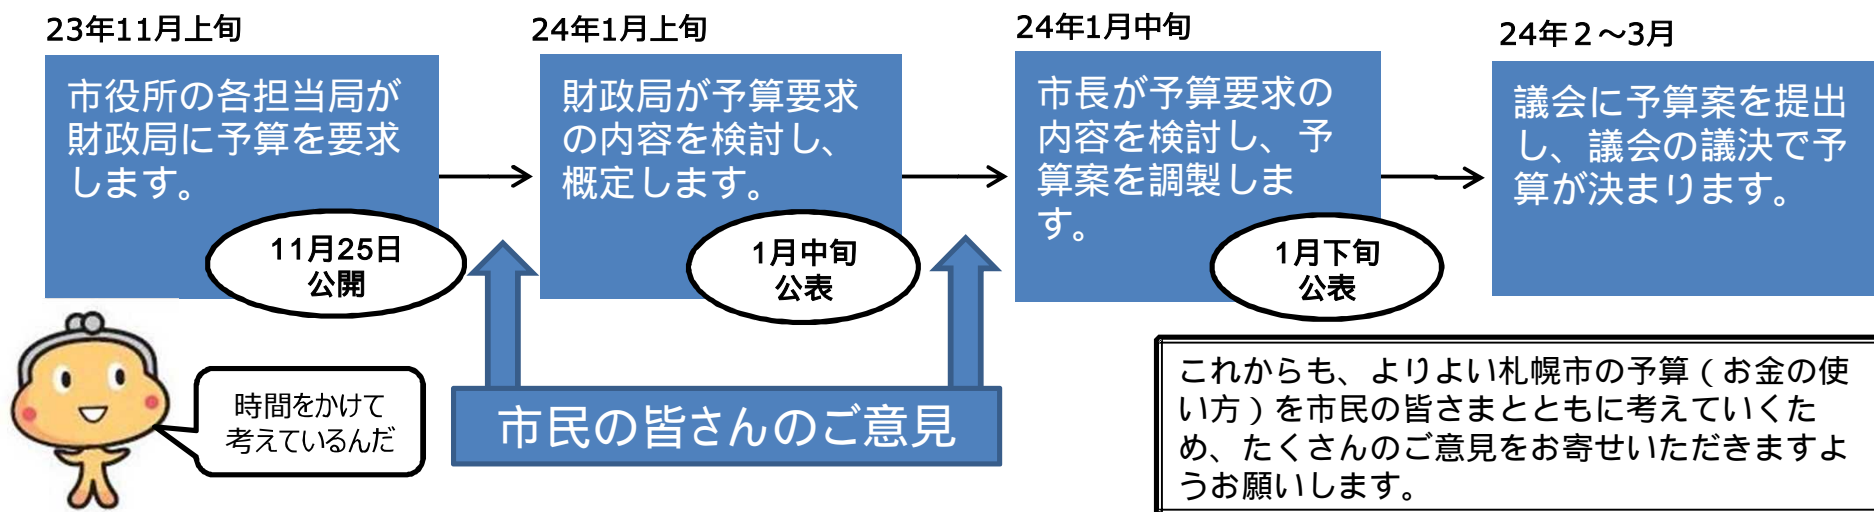 23年11月上旬
市役所の各担当局が
財政局に予算を要求
します。
11月25日
公開
24年1月上旬
財政局が予算要求
の内容を検討し、
概定します。
1月中旬
公表
24年1月中旬
市長が予算要求の
内容を検討し、予
算案を調製しま
す。
1月下旬
公表
24年２～3月
議会に予算案を提出
し、議会の議決で予
算が決まります。
時間をかけて
考えているんだ
市民の皆さんのご意見
これからも、よりよい札幌市の予算（お金の使
い方）を市民の皆さまとともに考えていくた
め、たくさんのご意見をお寄せいただきますよ
うお願いします。